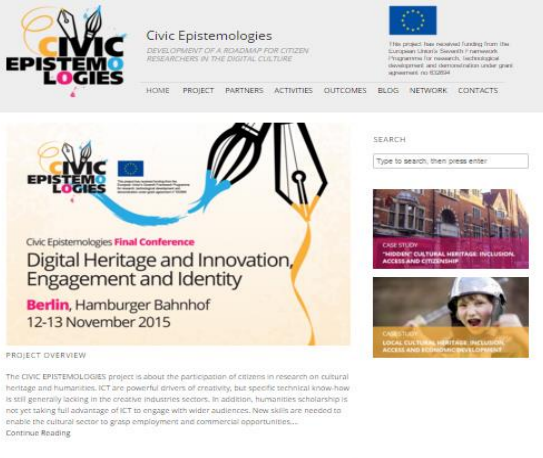 CIVIC
EPISTEMO
LOGIES
Civic Epistemologies
DEVELOPMENT OF A ROADMAP FOR CITIZEN
RESEARCHERS IN THE DIGITAL CULTURE
This project has received funding from the
European Union's Seventh Framework
Programme for research, technological
development and demonstration under grant
agreement no 632694
HOME PROJECT PARTNERS ACTIVITIES OUTCOMES BLOG NETWORK CONTACTS
CIVIC
EPISTEMO
LOGIES
Civic Epistemologies Final Conference
Digital Heritage and Innovation,
Engagement and Identity
Berlin, Hamburger Bahnhof
12-13 November 2015
SEARCH
Type to search, then press enter
CASE STUDY
"HIDDEN" CULTURAL HERITAGE: INCLUSION,
ACCESS AND CITIZENSHIP
CASE STUDY
LOCAL CULTURAL HERITAGE: INCLUSION,
ACCESS AND ECONOMIC DEVELOPMENT
PROJECT OVERVIEW
The CIVIC EPISTEMOLOGIES project is about the participation of citizens in research on cultural
heritage and humanities. ICT are powerful drivers of creativity, but specific technical know-how
is still generally lacking in the creative industries sectors. In addition, humanities scholarship is
not yet taking full advantage of ICT to engage with wider audiences. New skills are needed to
enable the cultural sector to grasp employment and commercial opportunities....
Continue Reading